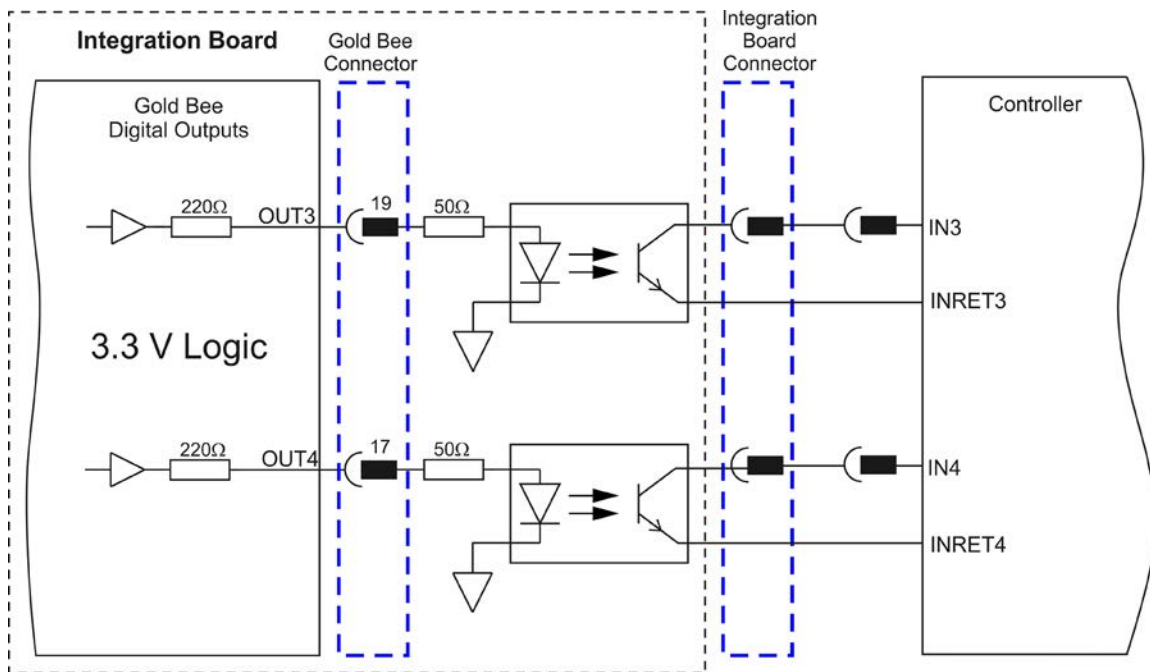 Integration Board
Gold Bee
Connector
Integration
Board
Connector
Gold Bee
Digital Outputs
Controller
220Ω
OUT3
19
50Ω
IN3
INRET3
3.3 V Logic
220Ω
OUT4
17
50Ω
IN4
INRET4